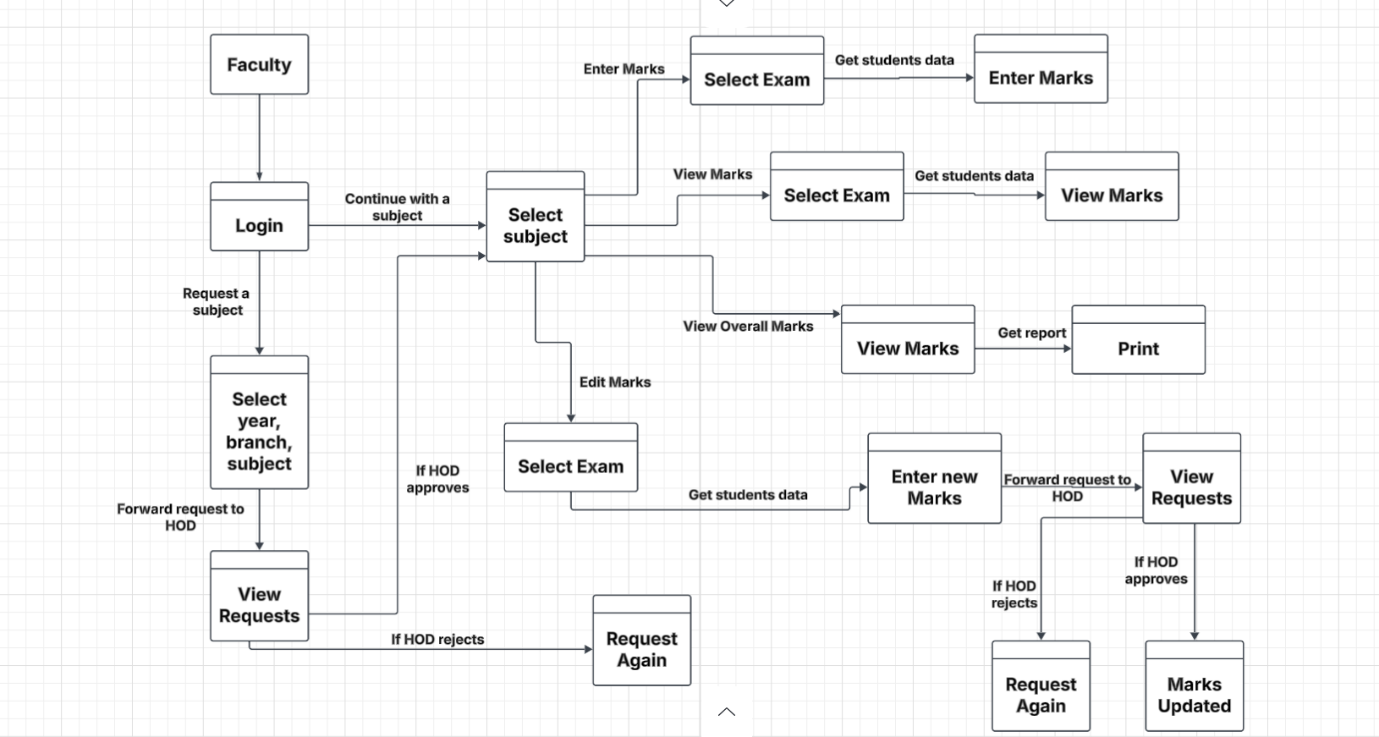 Faculty
Enter Marks
Select Exam
Get students data
Enter Marks
View Marks
Select Exam
Get students data
View Marks
Login
Continue with a
subject
Select
subject
Request a
subject
View Overall Marks
View Marks
Get report
Print
Select
year,
branch,
subject
Edit Marks
Select Exam
If HOD
approves
Get students data
Enter new
Marks
Forward request to
HOD
View
Requests
Forward request to
HOD
View
Requests
If HOD rejects
Request
Again
If HOD
rejects
If HOD
approves
Request
Again
Marks
Updated